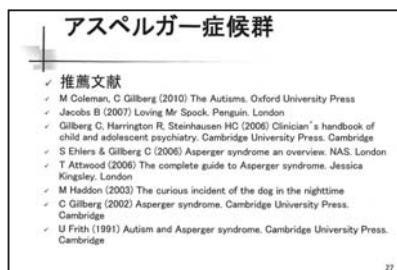 アスペルガー症候群
✓ 推薦文献
✓ M Coleman, C Gillberg (2010) The Autisms. Oxford University Press
✓ Jacobs B (2007) Loving Mr Spock. Penguin. London
✓ Gillberg C, Harrington R, Steinhausen HC (2006) Clinician´s handbook of
child and adolescent psychiatry. Cambridge University Press. Cambridge
✓ S Ehlers & Gillberg C (2006) Asperger syndrome an overview. NAS. London
✓ T Attwood (2006) The complete guide to Asperger syndrome. Jessica
Kingsley. London
✓ M Haddon (2003) The curious incident of the dog in the nighttime
✓ C Gillberg (2002) Asperger syndrome. Cambridge University Press.
Cambridge
✓ U Frith (1991) Autism and Asperger syndrome. Cambridge University Press.
Cambridge
27